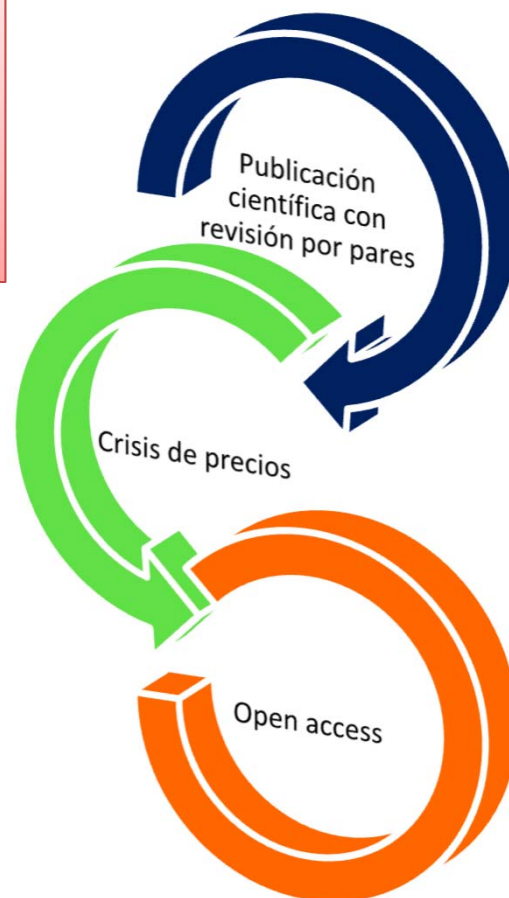 Publicación
científica con
revisión por pares
Crisis de precios
Open access